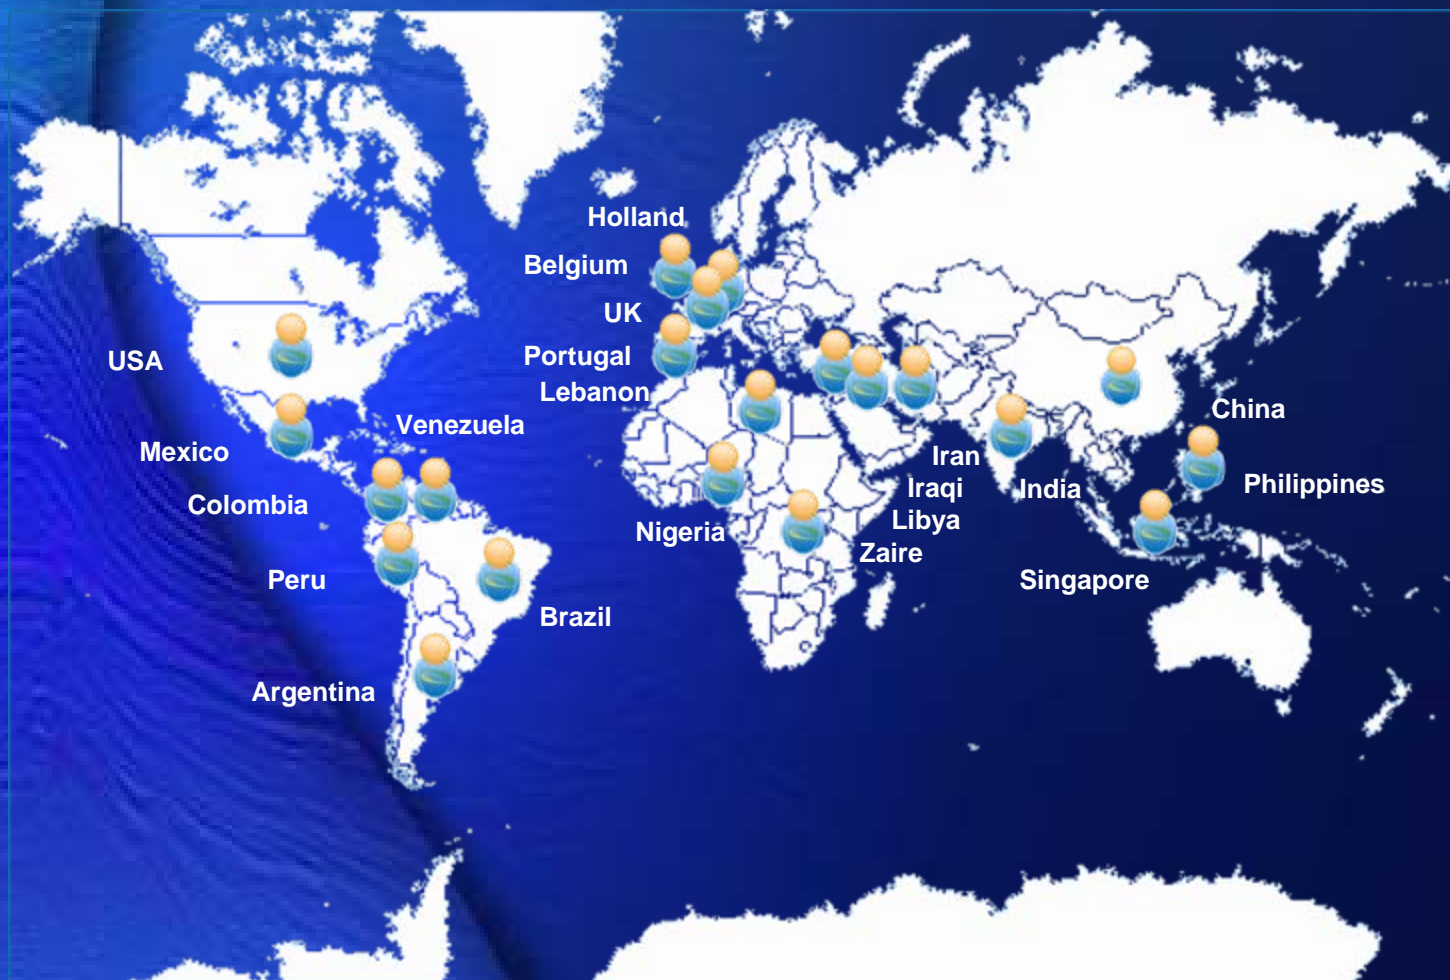 Holland
Belgium
UK
USA
Portugal
Lebanon
Venezuela
China
Mexico
Iran
Colombia
Iraqi
India
Philippines
Nigeria
Libya
Zaire
Peru
Singapore
Brazil
Argentina